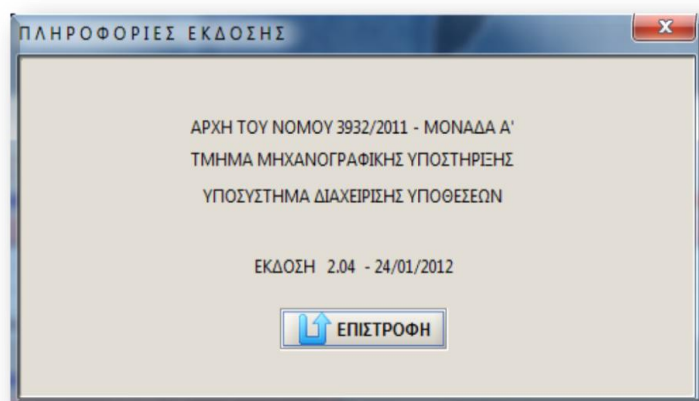 ΠΛΗΡΟΦΟΡΙΕΣ ΕΚΔΟΣΗΣ
ΑΡΧΗ ΤΟΥ ΝΟΜΟΥ 3932/2011 - ΜΟΝΑΔΑ Α'
ΤΜΗΜΑ ΜΗΧΑΝΟΓΡΑΦΙΚΗΣ ΥΠΟΣΤΗΡΙΞΗΣ
ΥΠΟΣΥΣΤΗΜΑ ΔΙΑΧΕΙΡΙΣΗΣ ΥΠΟΘΕΣΕΩΝ
ΕΚΔΟΣΗ 2.04 - 24/01/2012
ΕΠΙΣΤΡΟΦΗ